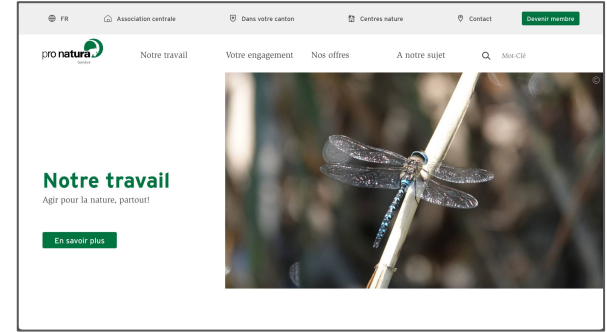 FR
Association centrale
Dans votre canton
Centres nature
Contact
Devenir membre
pro natura
Genève
Notre travail
Votre engagement
Nos offres
A notre sujet
Mot-Clé
©
Notre travail
Agir pour la nature, partout!
En savoir plus